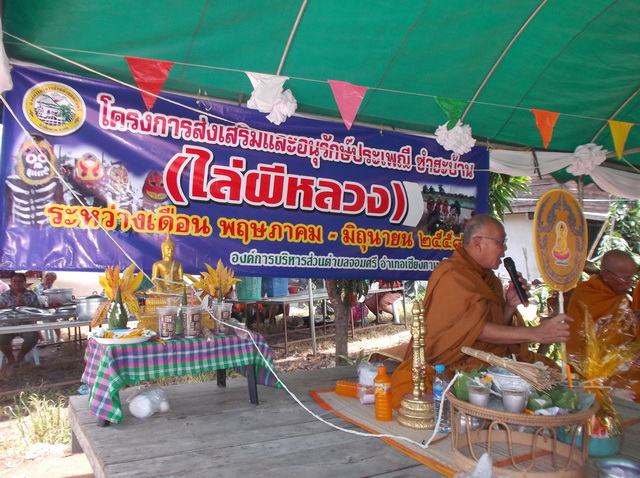 โครงการส่งเสริมและอนุรักษ์ประเพณี ชำฮะบ้าน
(ไล่ผีหลวง)
ระหว่างเดือน พฤษภาคม - มิถุนายน ๒๕๕๘
องค์การบริหารส่วนตำบลจอมศรี อำเภอเชียงคาน